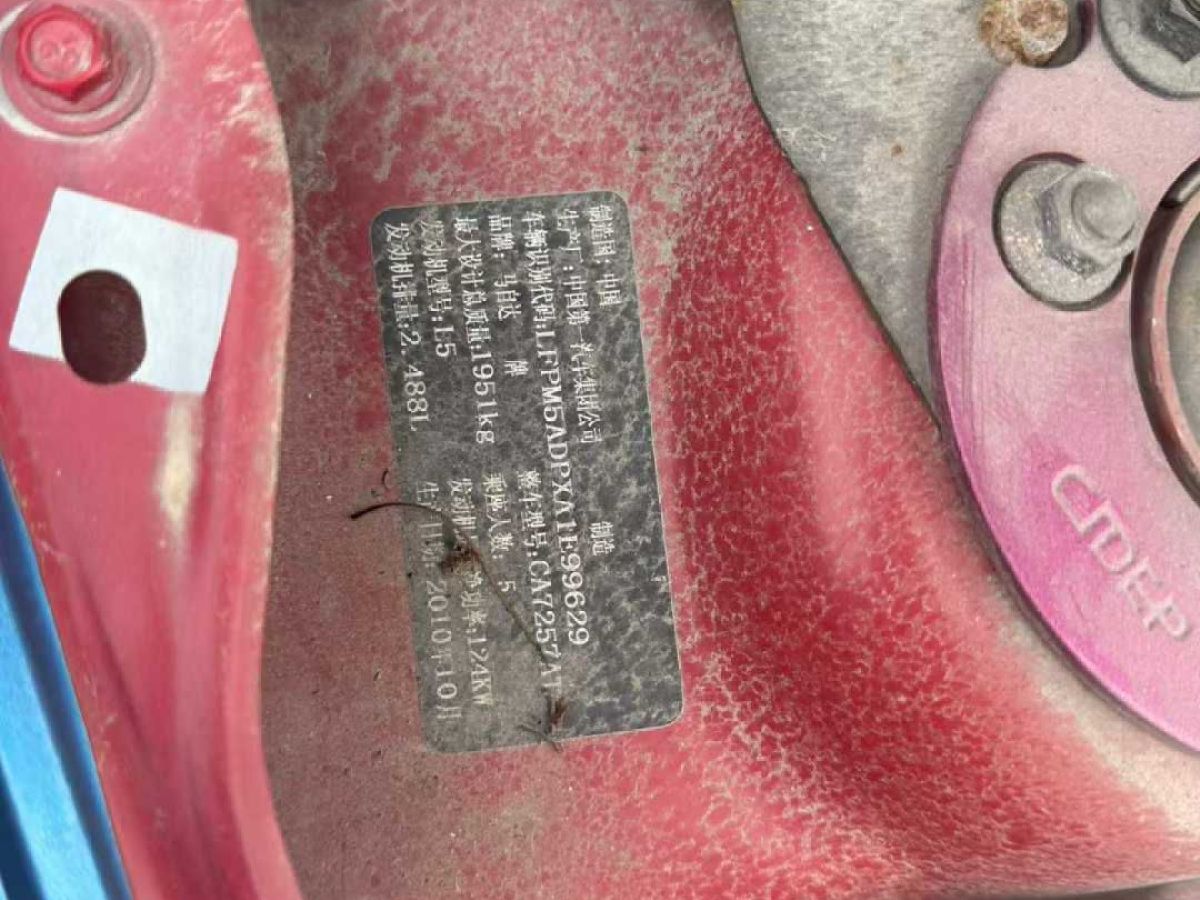 制造国:中国
生产厂:中国第一汽车集团公司 制造
车辆识别代码:LFPM5ADPXA1E99629
品牌: 马自达 牌 整车型号:CA7257AT
最大设计总质量:1951kg 乘座人数: 5
发动机型号:L5 发动机 净功率:124KW
发动机排量:2.488L 生产日期: 2010年10月
CMDEP